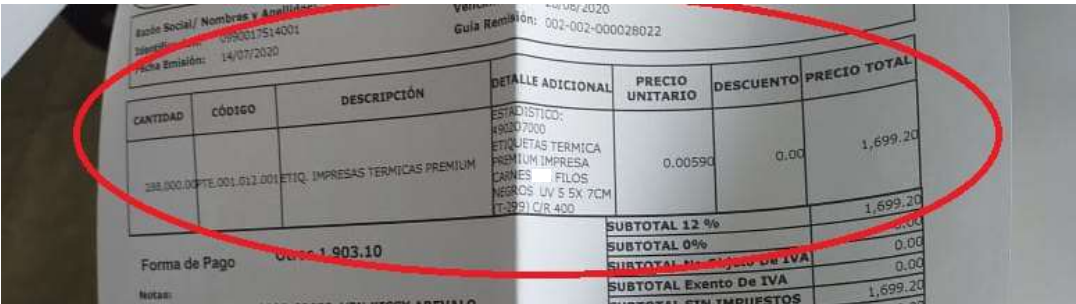 Razón Social/ Nombres y Apellidos:
Identificación: 0990017514001
Fecha Emisión: 14/07/2020
Guía Remisión: 002-002-000028022
CANTIDAD CÓDIGO DESCRIPCIÓN DETALLE ADICIONAL PRECIO UNITARIO DESCUENTO PRECIO TOTAL
288,000.00 PTE.001.012.001 ETIQ. IMPRESAS TERMICAS PREMIUM
ESTADISTICO:
490207000
ETIQUETAS TERMICA
PREMIUM IMPRESA
CARNES FILOS
NEGROS UV 5 5X 7CM
(T-299) C/R 400
0.00590 0.00 1,699.20
SUBTOTAL 12 % 1,699.20
SUBTOTAL 0% 0.00
SUBTOTAL No Objeto De IVA 0.00
SUBTOTAL Exento De IVA 0.00
SUBTOTAL SIN IMPUESTOS 1,699.20
Forma de Pago Otros 1,903.10
Notas: